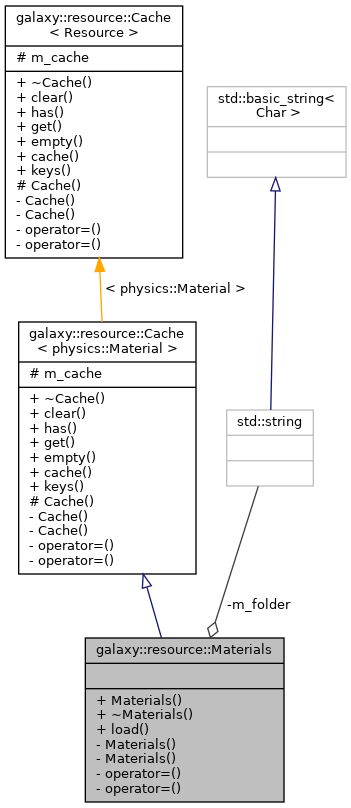 galaxy::resource::Cache
< Resource >
# m_cache
+ ~Cache()
+ clear()
+ has()
+ get()
+ empty()
+ cache()
+ keys()
# Cache()
- Cache()
- Cache()
- operator=()
- operator=()
std::basic_string<
Char >
< physics::Material >
galaxy::resource::Cache
< physics::Material >
# m_cache
+ ~Cache()
+ clear()
+ has()
+ get()
+ empty()
+ cache()
+ keys()
# Cache()
- Cache()
- Cache()
- operator=()
- operator=()
std::string
-m_folder
galaxy::resource::Materials
+ Materials()
+ ~Materials()
+ load()
- Materials()
- Materials()
- operator=()
- operator=()